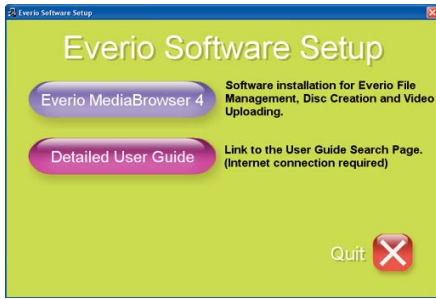 Everio Software Setup
Everio Software Setup
Everio MediaBrowser 4
Software installation for Everio File
Management, Disc Creation and Video
Uploading.
Detailed User Guide
Link to the User Guide Search Page.
(Internet connection required)
Quit